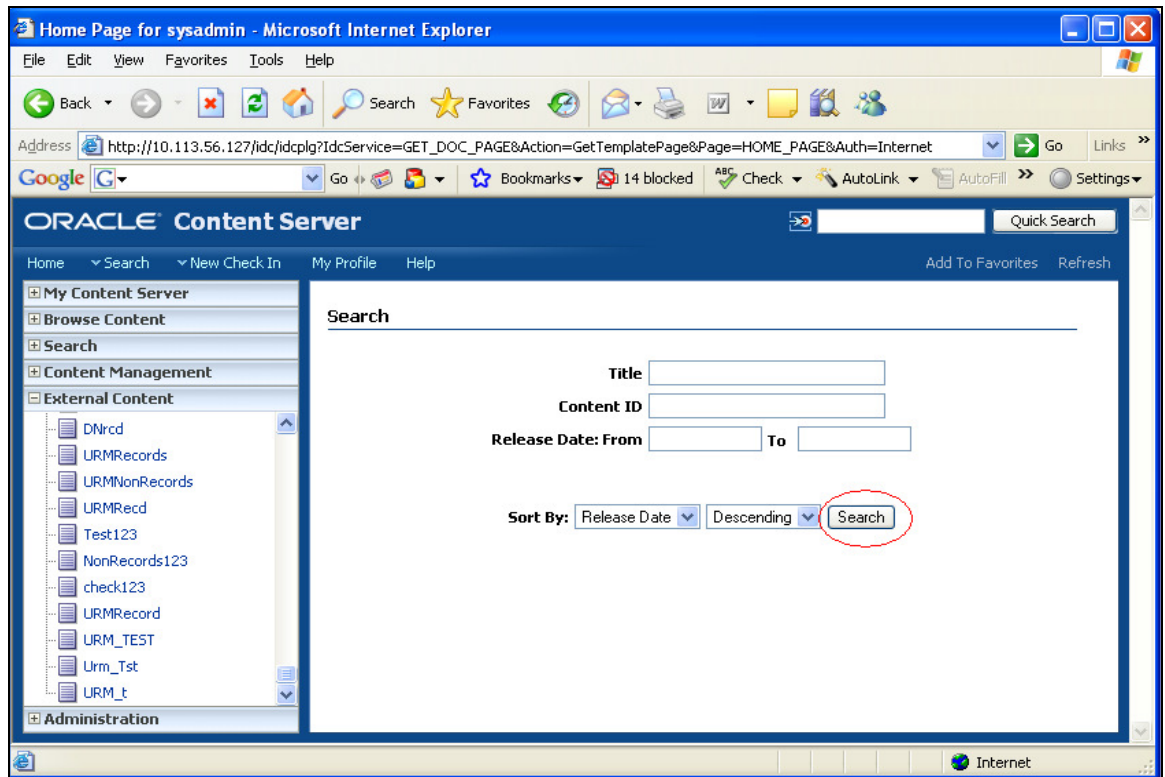 Home Page for sysadmin - Microsoft Internet Explorer
File Edit View Favorites Tools Help
Back Search Favorites W
Address http://10.113.56.127/idc/idcplg?IdcService=GET_DOC_PAGE&Action=GetTemplatePage&Page=HOME_PAGE&Auth=Internet Go Links »
Google G Go Bookmarks 14 blocked ABC Check AutoLink AutoFill » Settings
ORACLE Content Server Quick Search
Home Search New Check In My Profile Help Add To Favorites Refresh
My Content Server
Browse Content
Search
Content Management
External Content
DNrcd
URMRecords
URMNonRecords
URMRecd
Test123
NonRecords123
check123
URMRecord
URM_TEST
Urm_Tst
URM_t
Administration
Search
Title
Content ID
Release Date: From To
Sort By: Release Date Descending Search
Internet